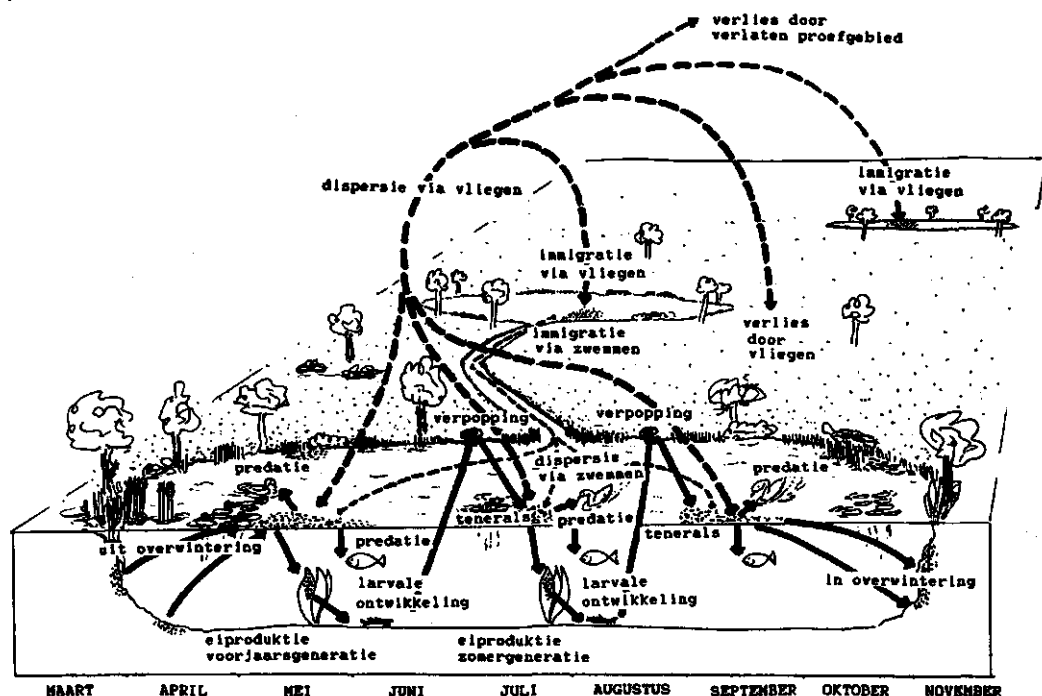 verlies door
verlaten proefgebied
immigratie
via vliegen
dispersie via vliegen
immigratie
via vliegen
immigratie
via zwemmen
verlies
door
vliegen
verpopping
verpopping
predatie
dispersie
via zwemmen
predatie
tenerals
predatie
tenerals
uit overwintering
predatie
larvale
ontwikkeling
larvale
ontwikkeling
in overwintering
eiproduktie
voorjaarsgeneratie
eiproduktie
zomergeneratie
MAART APRIL MEI JUNI JULI AUGUSTUS SEPTEMBER OKTOBER NOVEMBER